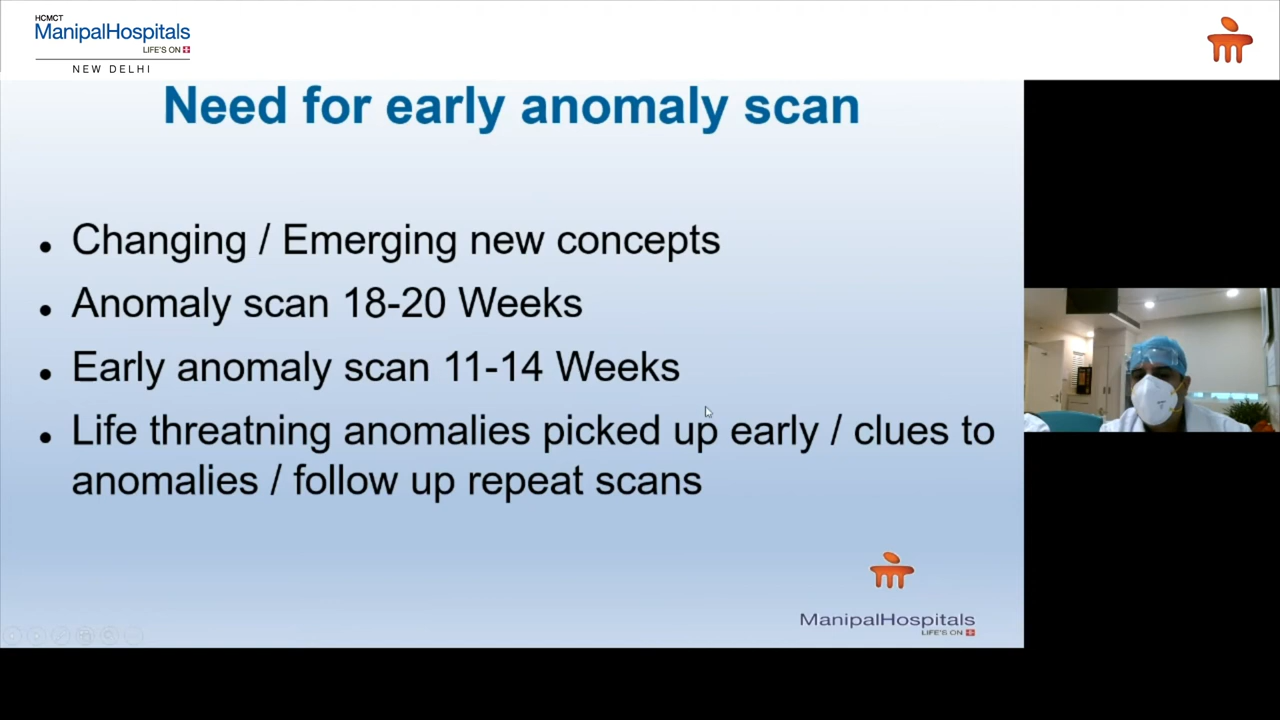 HCMCT
ManipalHospitals
LIFE'S ON
NEW DELHI
Need for early anomaly scan
• Changing / Emerging new concepts
• Anomaly scan 18-20 Weeks
• Early anomaly scan 11-14 Weeks
• Life threatning anomalies picked up early / clues to
anomalies / follow up repeat scans
ManipalHospitals
LIFE'S ON